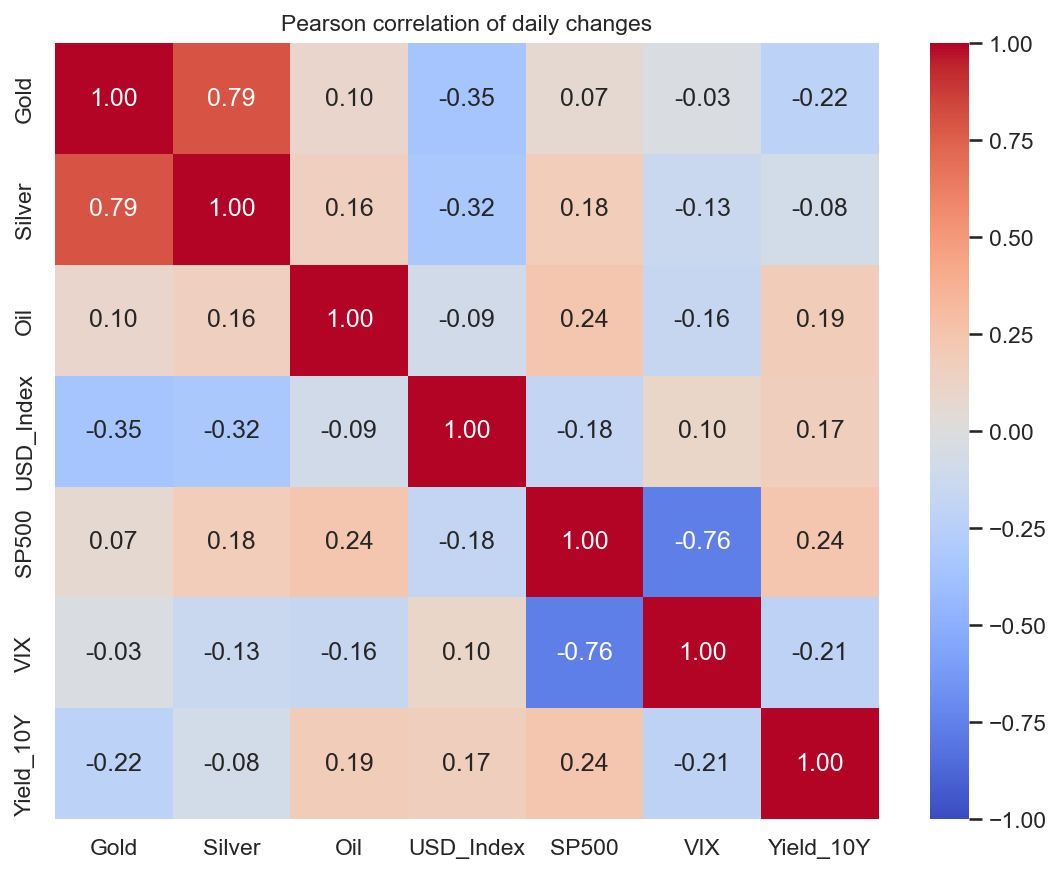 Pearson correlation of daily changes
Gold 1.00 0.79 0.10 -0.35 0.07 -0.03 -0.22
Silver 0.79 1.00 0.16 -0.32 0.18 -0.13 -0.08
Oil 0.10 0.16 1.00 -0.09 0.24 -0.16 0.19
USD_Index -0.35 -0.32 -0.09 1.00 -0.18 0.10 0.17
SP500 0.07 0.18 0.24 -0.18 1.00 -0.76 0.24
VIX -0.03 -0.13 -0.16 0.10 -0.76 1.00 -0.21
Yield_10Y -0.22 -0.08 0.19 0.17 0.24 -0.21 1.00
Gold Silver Oil USD_Index SP500 VIX Yield_10Y
1.00
0.75
0.50
0.25
0.00
−0.25
−0.50
−0.75
−1.00